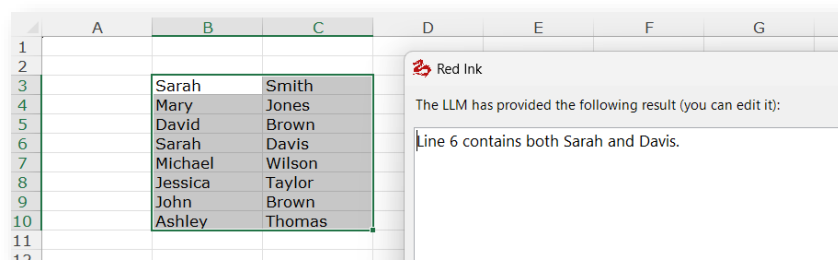 A B C D E F G
1
2
3 Sarah Smith
4 Mary Jones
5 David Brown
6 Sarah Davis
7 Michael Wilson
8 Jessica Taylor
9 John Brown
10 Ashley Thomas
11
12
Red Ink
The LLM has provided the following result (you can edit it):
Line 6 contains both Sarah and Davis.